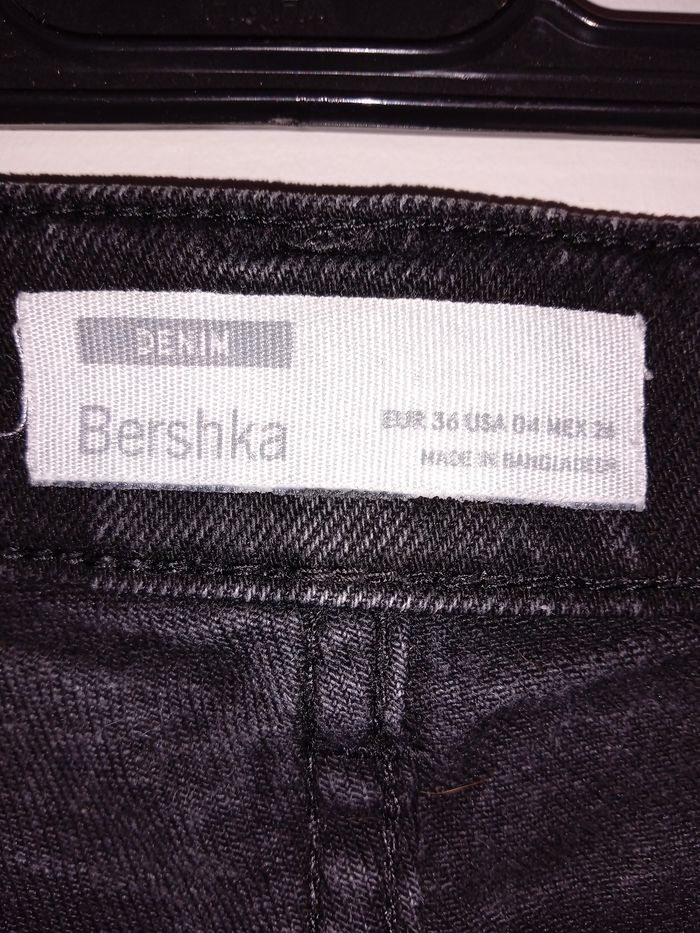 DENIM
Bershka
EUR 36 USA 04 MEX 26
MADE IN BANGLADESH